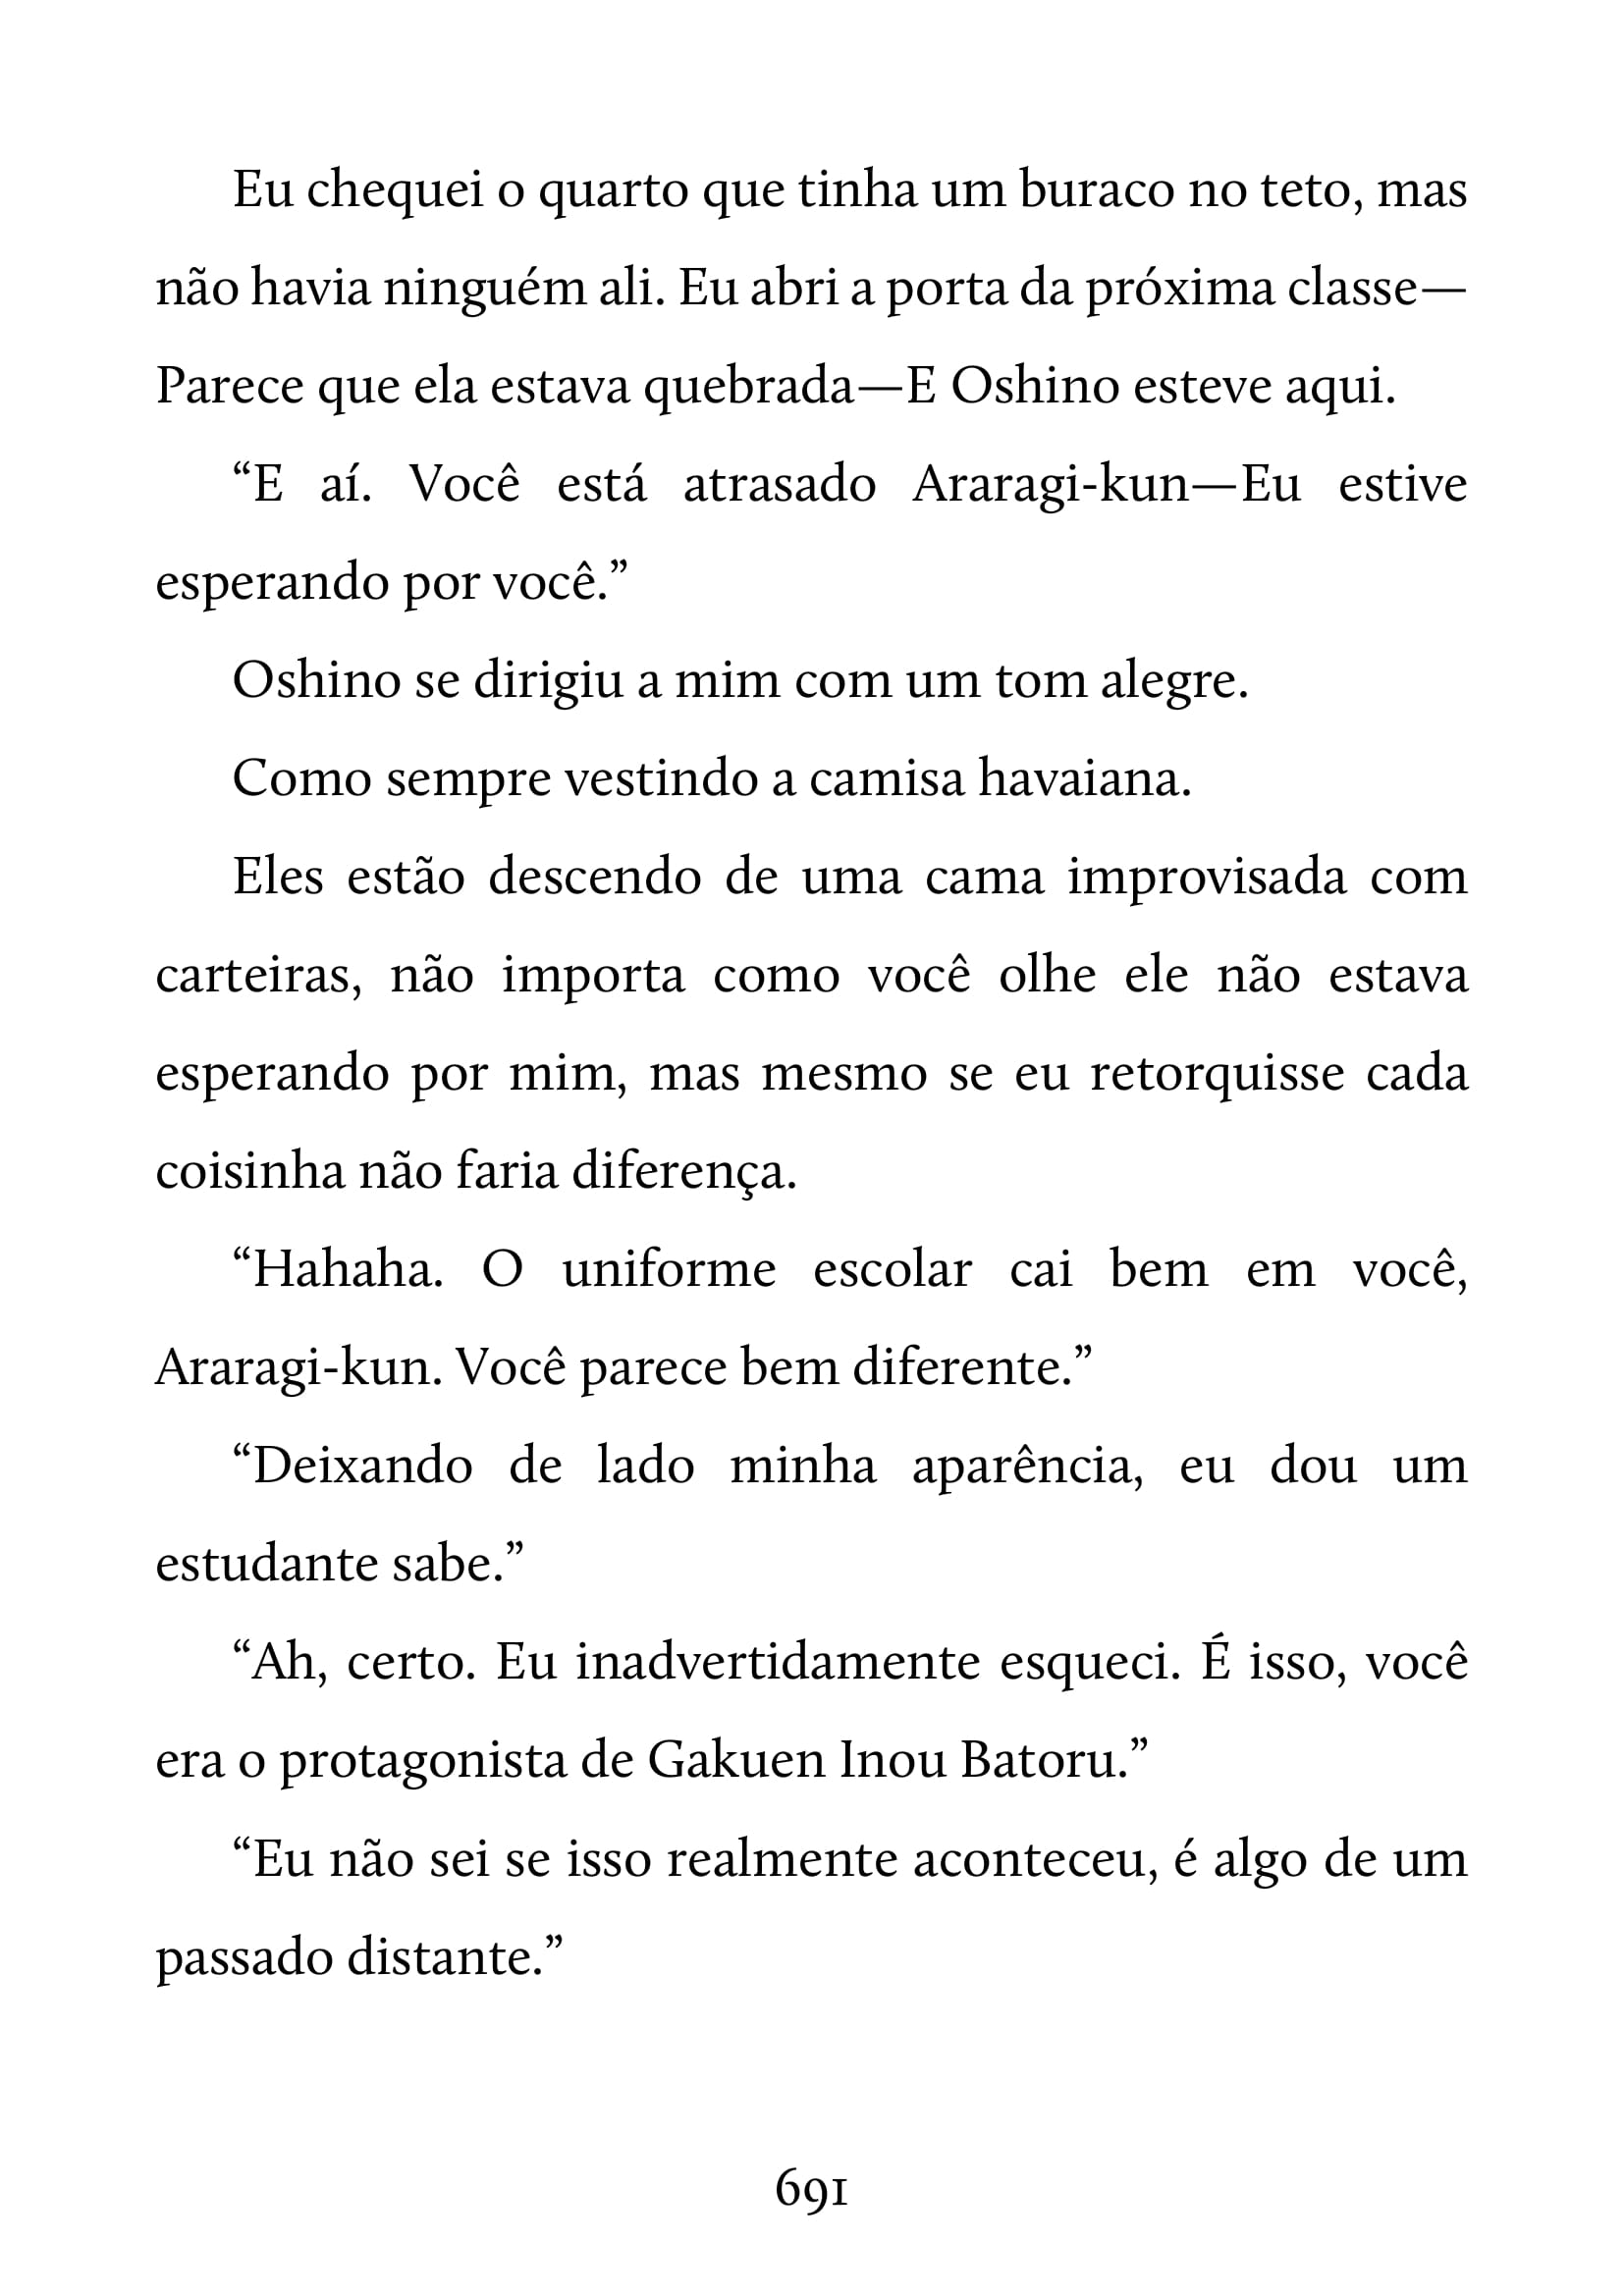 Eu chequei o quarto que tinha um buraco no teto, mas
não havia ninguém ali. Eu abri a porta da próxima classe—
Parece que ela estava quebrada—E Oshino esteve aqui.
“E aí. Você está atrasado Araragi-kun—Eu estive
esperando por você.”
Oshino se dirigiu a mim com um tom alegre.
Como sempre vestindo a camisa havaiana.
Eles estão descendo de uma cama improvisada com
carteiras, não importa como você olhe ele não estava
esperando por mim, mas mesmo se eu retorquisse cada
coisinha não faria diferença.
“Hahaha. O uniforme escolar cai bem em você,
Araragi-kun. Você parece bem diferente.”
“Deixando de lado minha aparência, eu dou um
estudante sabe.”
“Ah, certo. Eu inadvertidamente esqueci. É isso, você
era o protagonista de Gakuen Inou Batoru.”
“Eu não sei se isso realmente aconteceu, é algo de um
passado distante.”
691